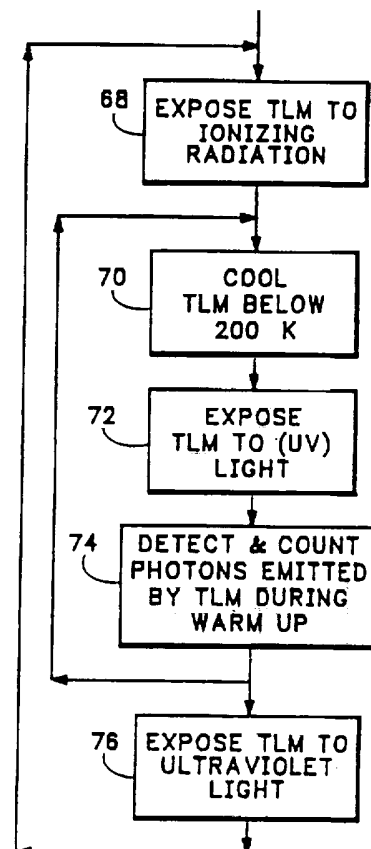 68
EXPOSE TLM TO
IONIZING
RADIATION
70
COOL
TLM BELOW
200 K
72
EXPOSE
TLM TO (UV)
LIGHT
74
DETECT & COUNT
PHOTONS EMITTED
BY TLM DURING
WARM UP
76
EXPOSE TLM TO
ULTRAVIOLET
LIGHT